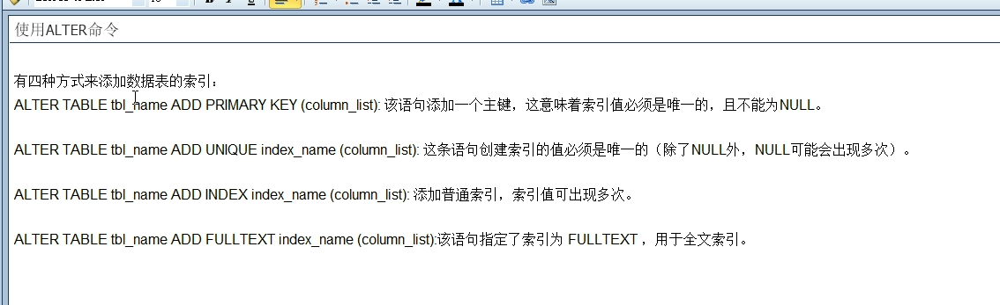 使用ALTER命令
有四种方式来添加数据表的索引：
ALTER TABLE tbl_name ADD PRIMARY KEY (column_list): 该语句添加一个主键，这意味着索引值必须是唯一的，且不能为NULL。
ALTER TABLE tbl_name ADD UNIQUE index_name (column_list): 这条语句创建索引的值必须是唯一的（除了NULL外，NULL可能会出现多次）。
ALTER TABLE tbl_name ADD INDEX index_name (column_list): 添加普通索引，索引值可出现多次。
ALTER TABLE tbl_name ADD FULLTEXT index_name (column_list):该语句指定了索引为 FULLTEXT ，用于全文索引。